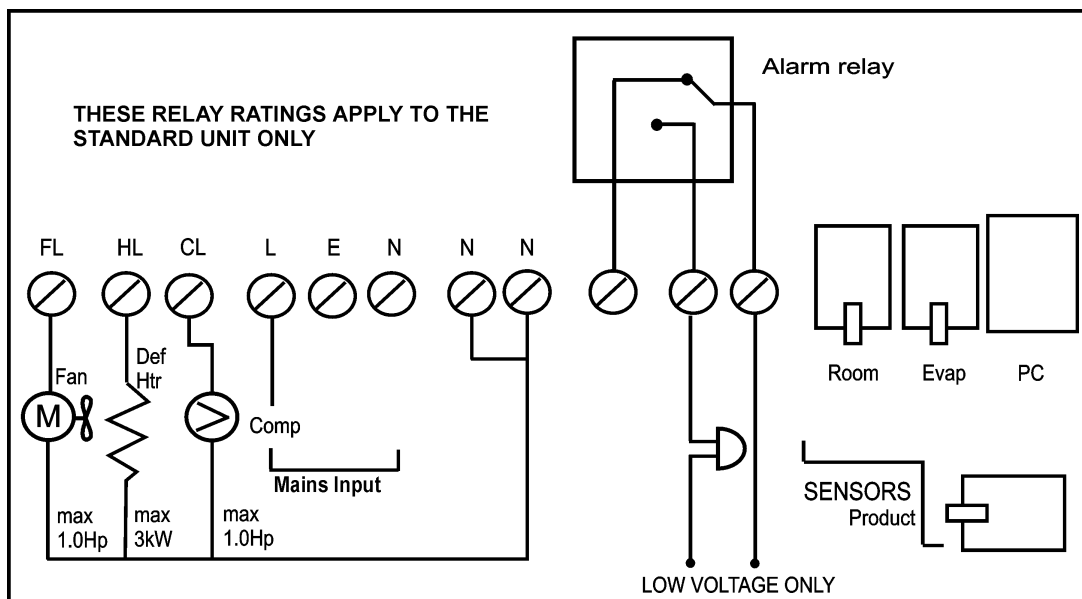 Alarm relay
THESE RELAY RATINGS APPLY TO THE
STANDARD UNIT ONLY
FL HL CL L E N N N
Def
Htr
Fan
M
Comp
Mains Input
max
1.0Hp
max
3kW
max
1.0Hp
Room Evap PC
SENSORS
Product
LOW VOLTAGE ONLY